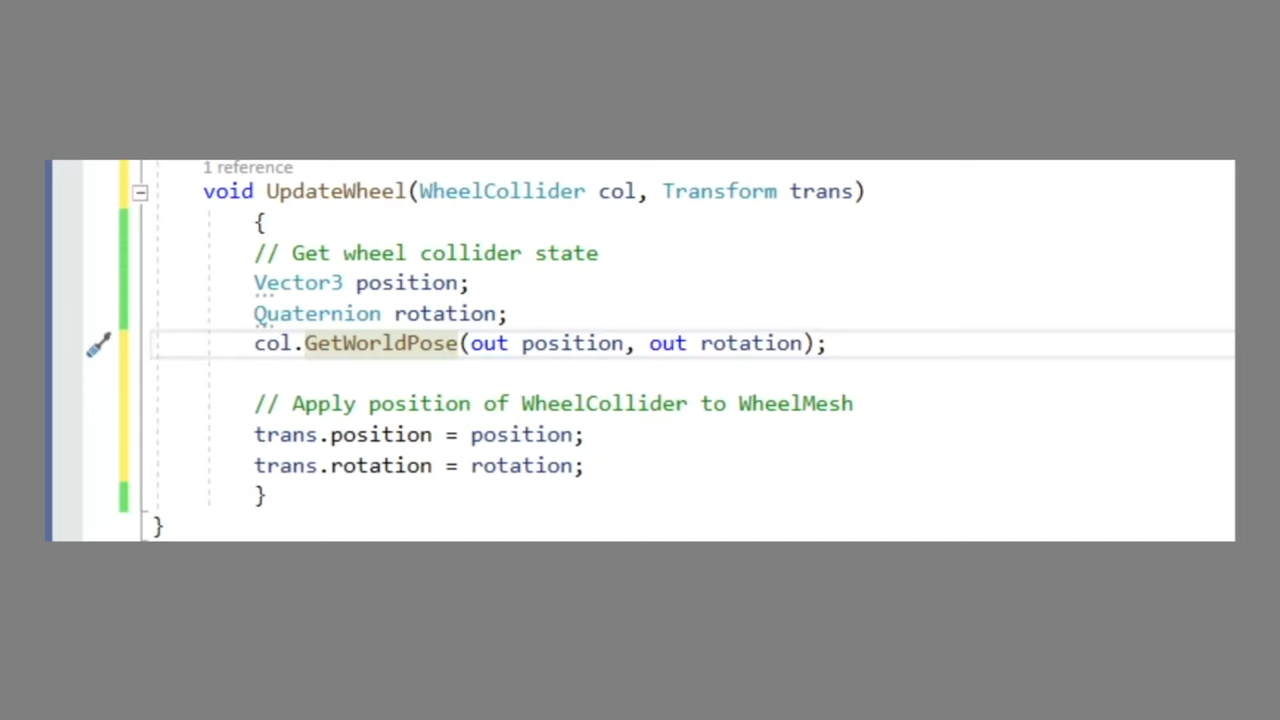 1 reference
void UpdateWheel(WheelCollider col, Transform trans)
{
// Get wheel collider state
Vector3 position;
Quaternion rotation;
col.GetWorldPose(out position, out rotation);
// Apply position of WheelCollider to WheelMesh
trans.position = position;
trans.rotation = rotation;
}
}